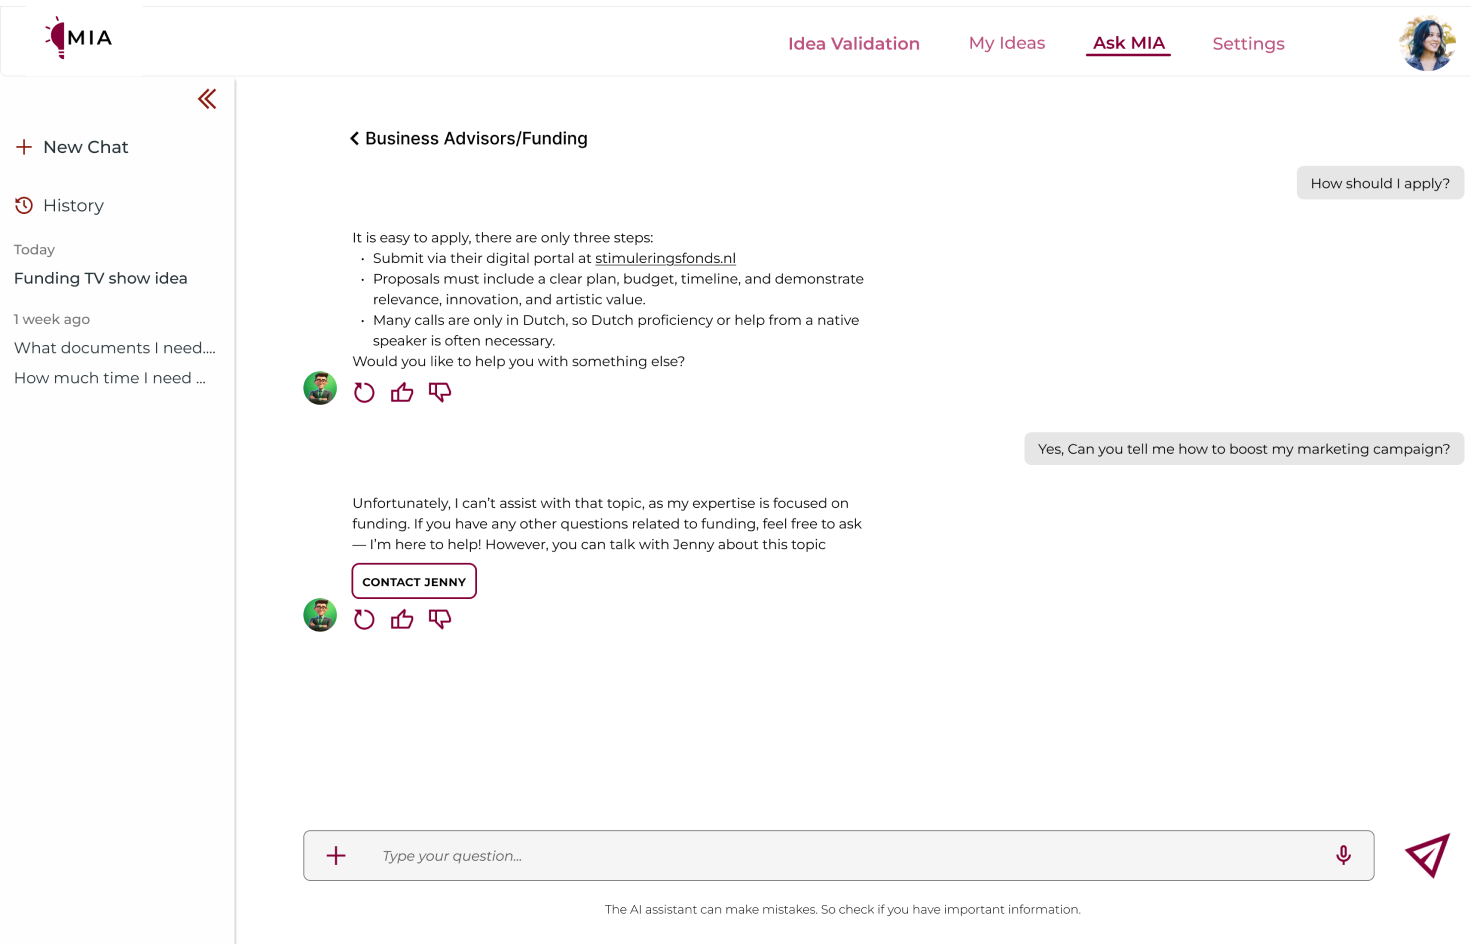 MIA
Idea Validation
My Ideas
Ask MIA
Settings
New Chat
History
Today
Funding TV show idea
1 week ago
What documents I need....
How much time I need ...
Business Advisors/Funding
How should I apply?
It is easy to apply, there are only three steps:
• Submit via their digital portal at stimuleringsfonds.nl
• Proposals must include a clear plan, budget, timeline, and demonstrate
relevance, innovation, and artistic value.
• Many calls are only in Dutch, so Dutch proficiency or help from a native
speaker is often necessary.
Would you like to help you with something else?
Yes, Can you tell me how to boost my marketing campaign?
Unfortunately, I can’t assist with that topic, as my expertise is focused on
funding. If you have any other questions related to funding, feel free to ask
— I’m here to help! However, you can talk with Jenny about this topic
CONTACT JENNY
Type your question...
The AI assistant can make mistakes. So check if you have important information.